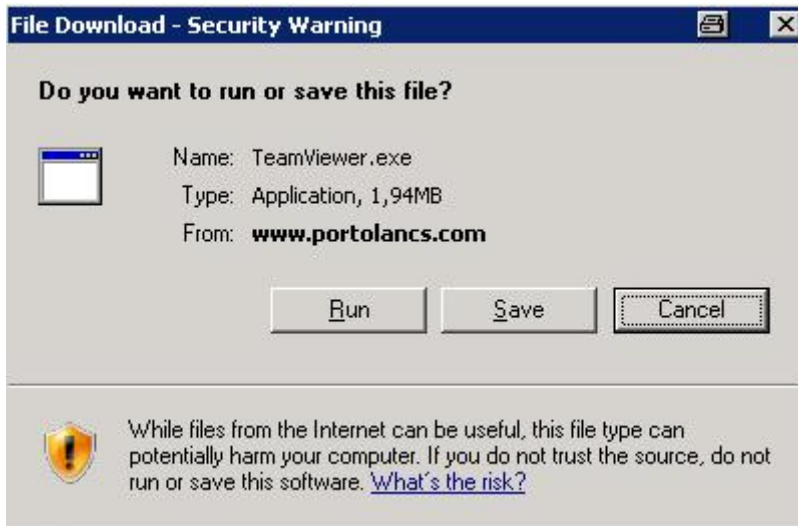 File Download - Security Warning
Do you want to run or save this file?
Name: TeamViewer.exe
Type: Application, 1,94MB
From: www.portolancs.com
Run Save Cancel
While files from the Internet can be useful, this file type can
potentially harm your computer. If you do not trust the source, do not
run or save this software. What's the risk?